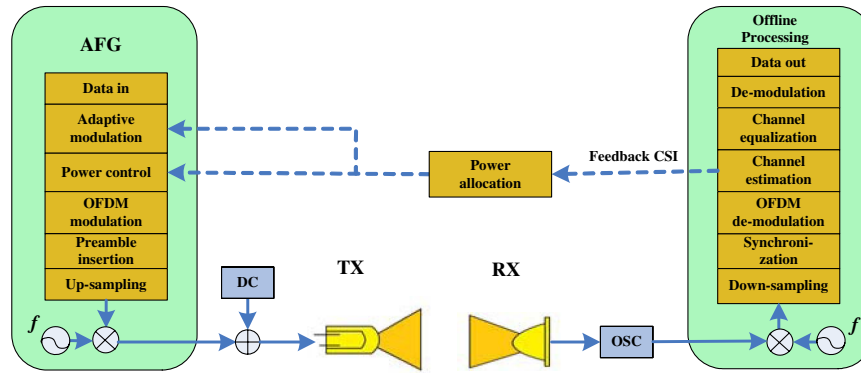 AFG
Data in
Adaptive
modulation
Power control
OFDM
modulation
Preamble
insertion
Up-sampling
f
DC
TX
Power
allocation
Feedback CSI
RX
OSC
Offline
Processing
Data out
De-modulation
Channel
equalization
Channel
estimation
OFDM
de-modulation
Synchroni-
zation
Down-sampling
f